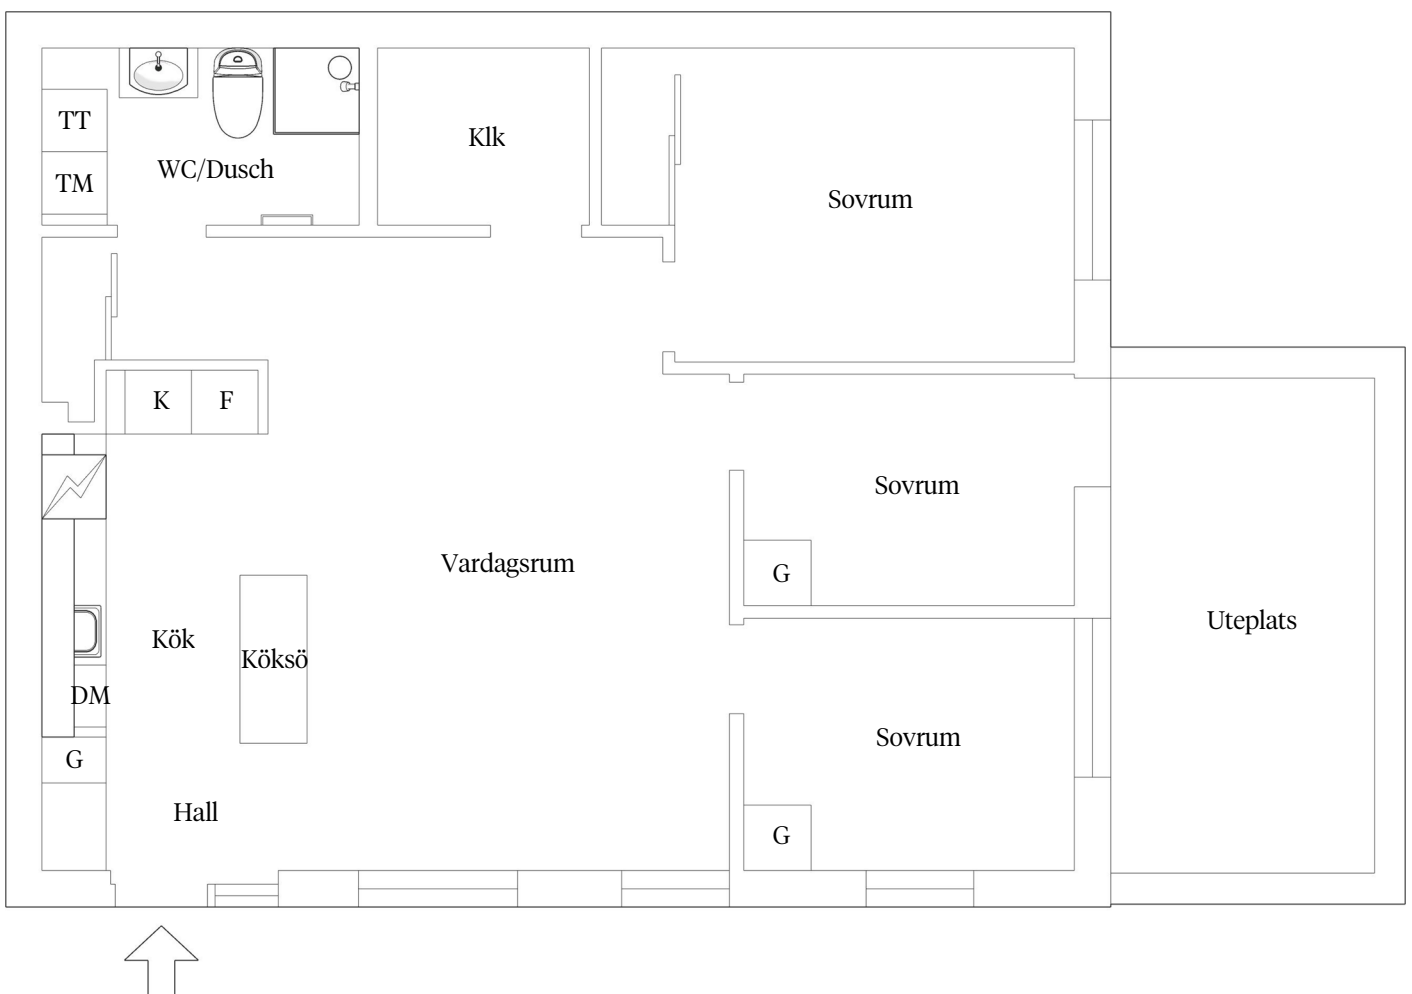 TT
TM
WC/Dusch
Klk
Sovrum
K
F
Sovrum
G
Vardagsrum
Kök
Köksö
Uteplats
DM
G
Sovrum
Hall
G